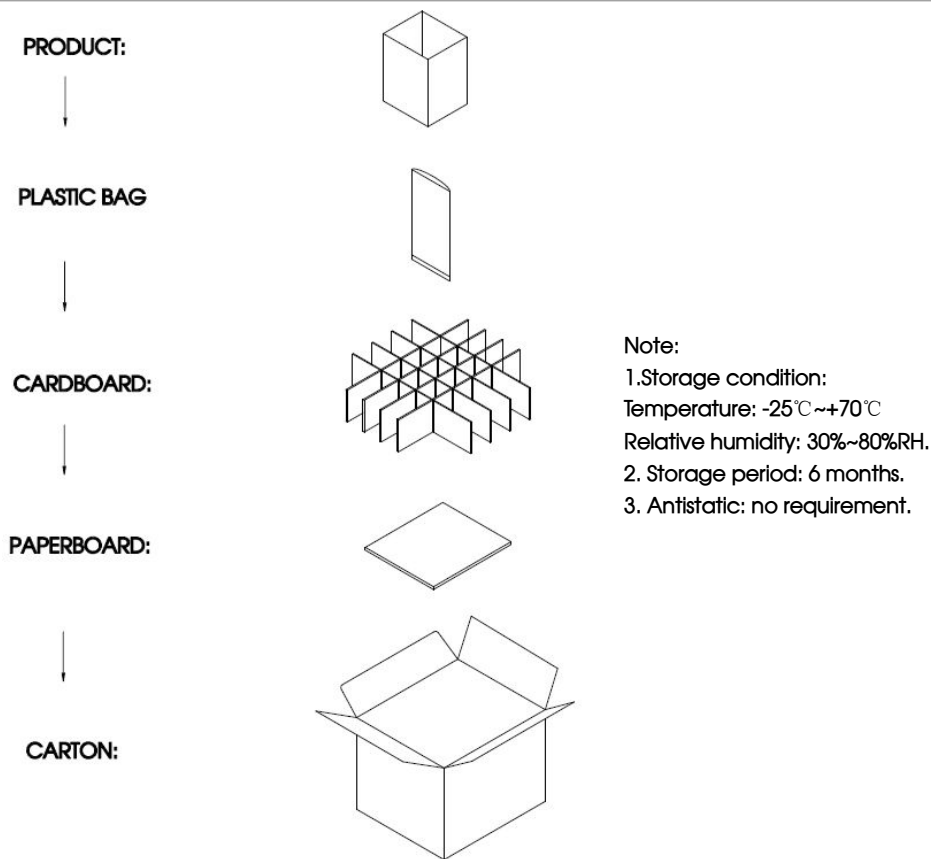 PRODUCT:
PLASTIC BAG
CARDBOARD:
PAPERBOARD:
CARTON:
Note:
1.Storage condition:
Temperature: -25℃~+70℃
Relative humidity: 30%~80%RH.
2. Storage period: 6 months.
3. Antistatic: no requirement.